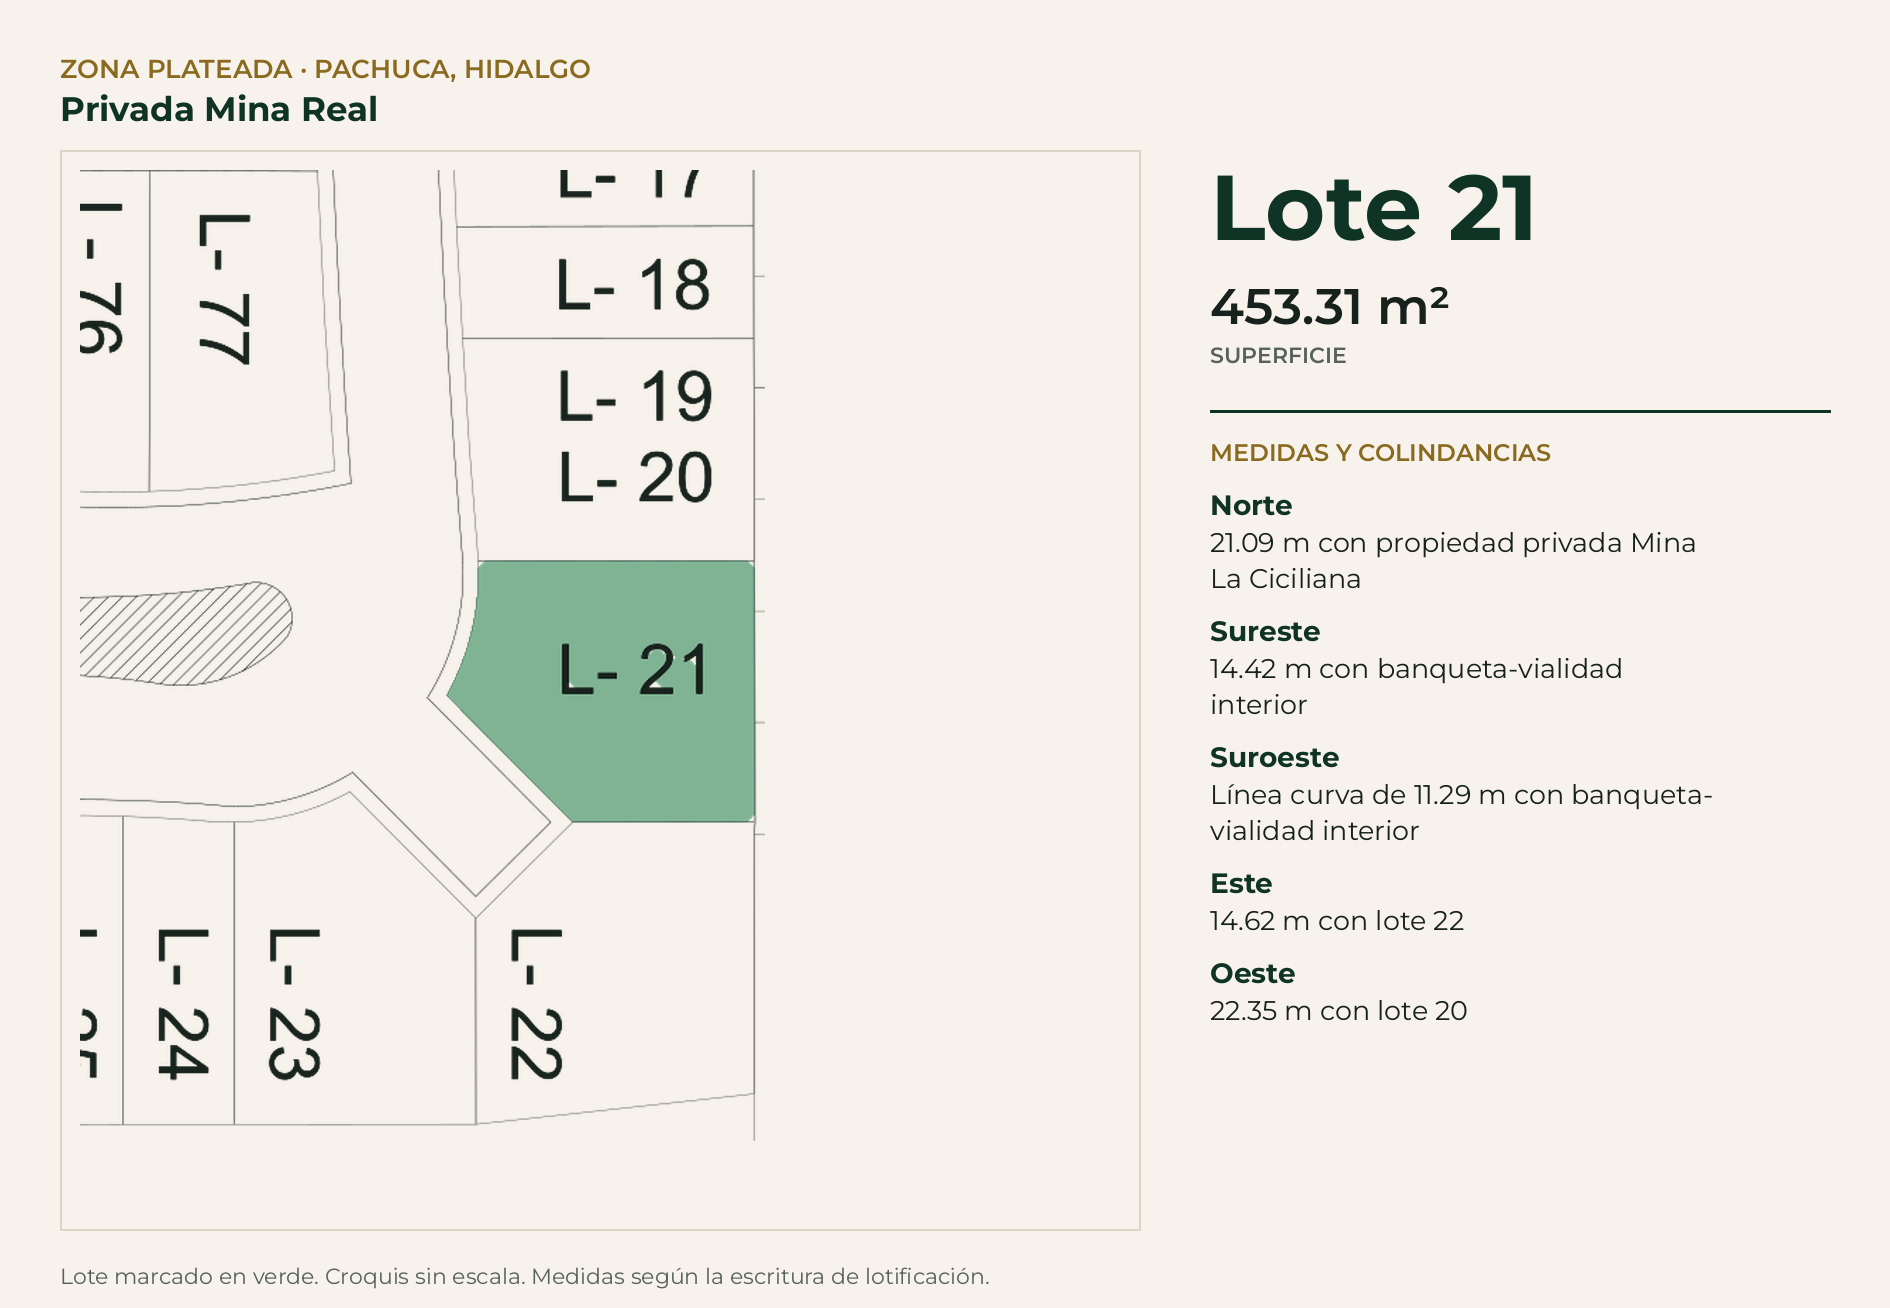 ZONA PLATEADA · PACHUCA, HIDALGO
Privada Mina Real
L- 17
L- 76
L- 77
L- 18
L- 19
L- 20
L- 21
L- 24
L- 23
L- 22
Lote 21
453.31 m²
SUPERFICIE
MEDIDAS Y COLINDANCIAS
Norte
21.09 m con propiedad privada Mina
La Ciciliana
Sureste
14.42 m con banqueta-vialidad
interior
Suroeste
Línea curva de 11.29 m con banqueta-
vialidad interior
Este
14.62 m con lote 22
Oeste
22.35 m con lote 20
Lote marcado en verde. Croquis sin escala. Medidas según la escritura de lotificación.